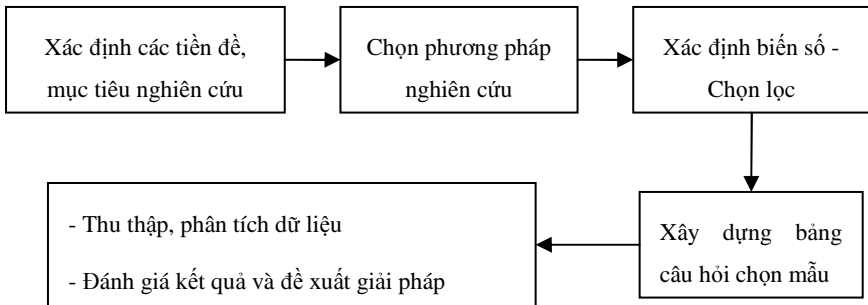 Xác định các tiền đề,
mục tiêu nghiên cứu
Chọn phương pháp
nghiên cứu
Xác định biến số -
Chọn lọc
Xây dựng bảng
câu hỏi chọn mẫu
- Thu thập, phân tích dữ liệu
- Đánh giá kết quả và đề xuất giải pháp